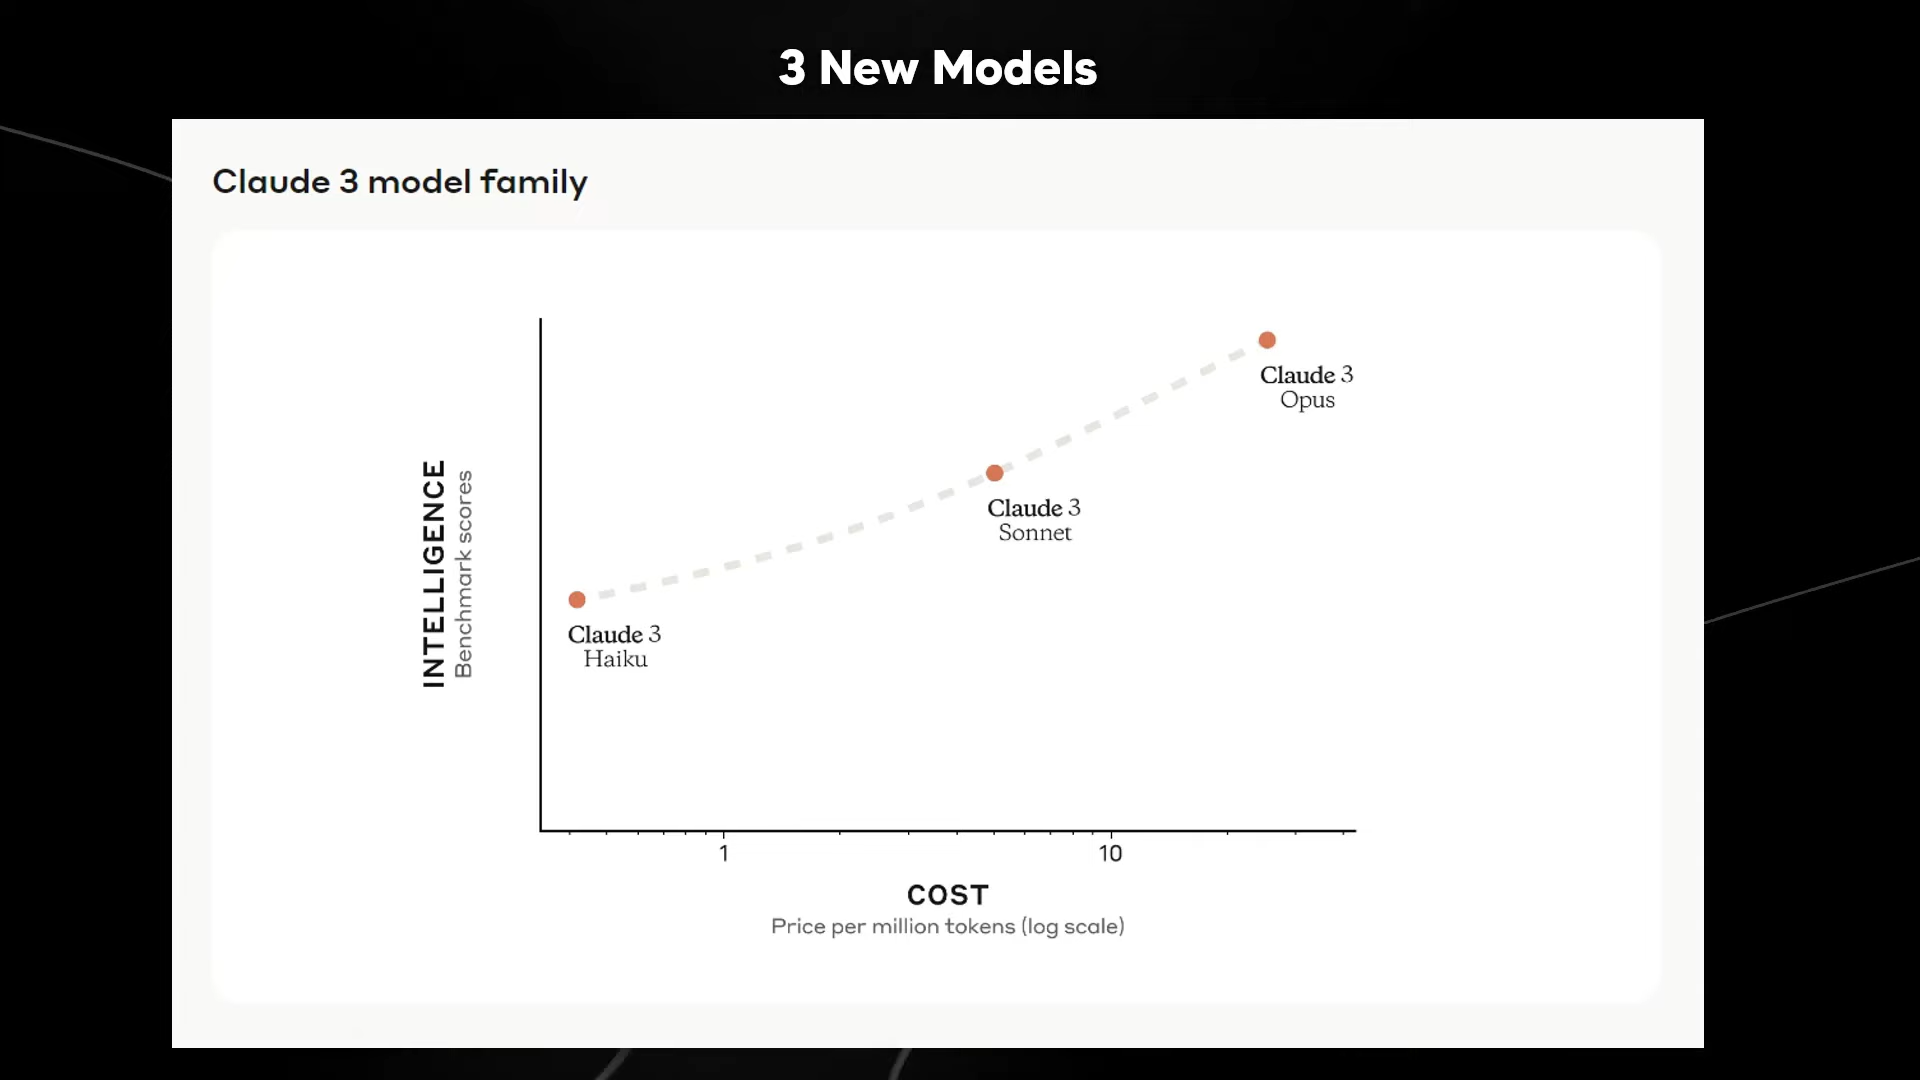 3 New Models
Claude 3 model family
INTELLIGENCE
Benchmark scores
Claude 3
Opus
Claude 3
Sonnet
Claude 3
Haiku
1
10
COST
Price per million tokens (log scale)